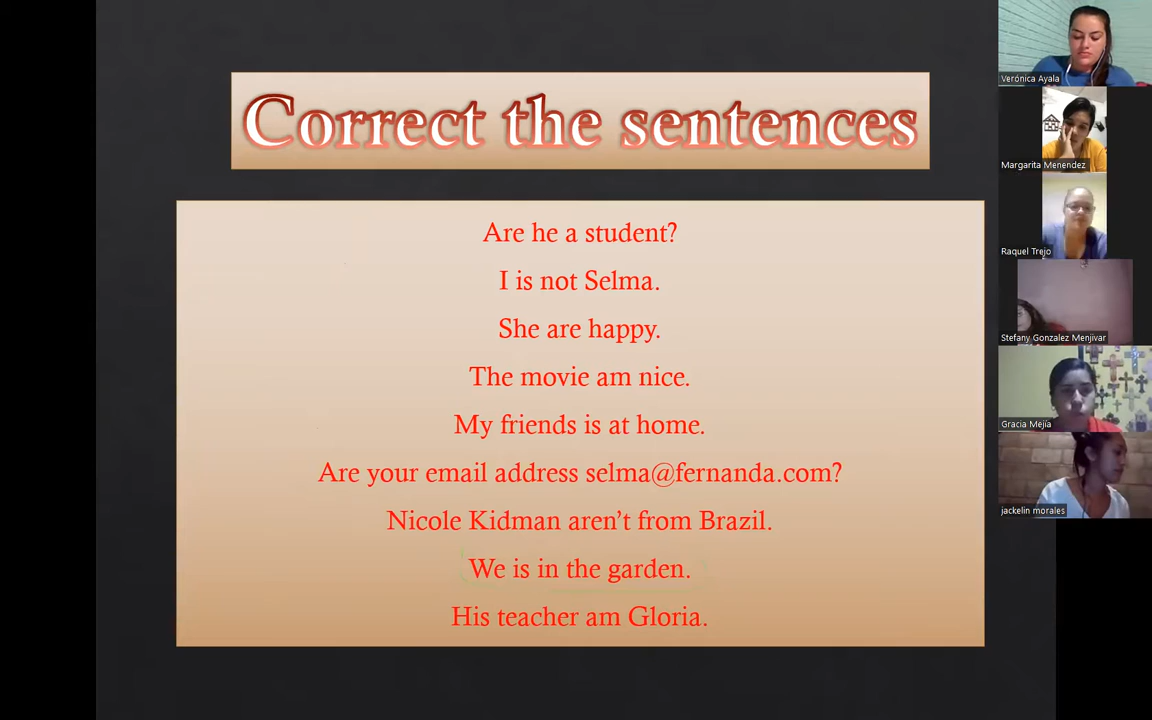 Correct the sentences
Are he a student?
I is not Selma.
She are happy.
The movie am nice.
My friends is at home.
Are your email address selma@fernanda.com?
Nicole Kidman aren't from Brazil.
We is in the garden.
His teacher am Gloria.
Verónica Ayala
Margarita Menendez
Raquel Trejo
Stefany Gonzalez Menjivar
Gracia Mejía
jackelin morales